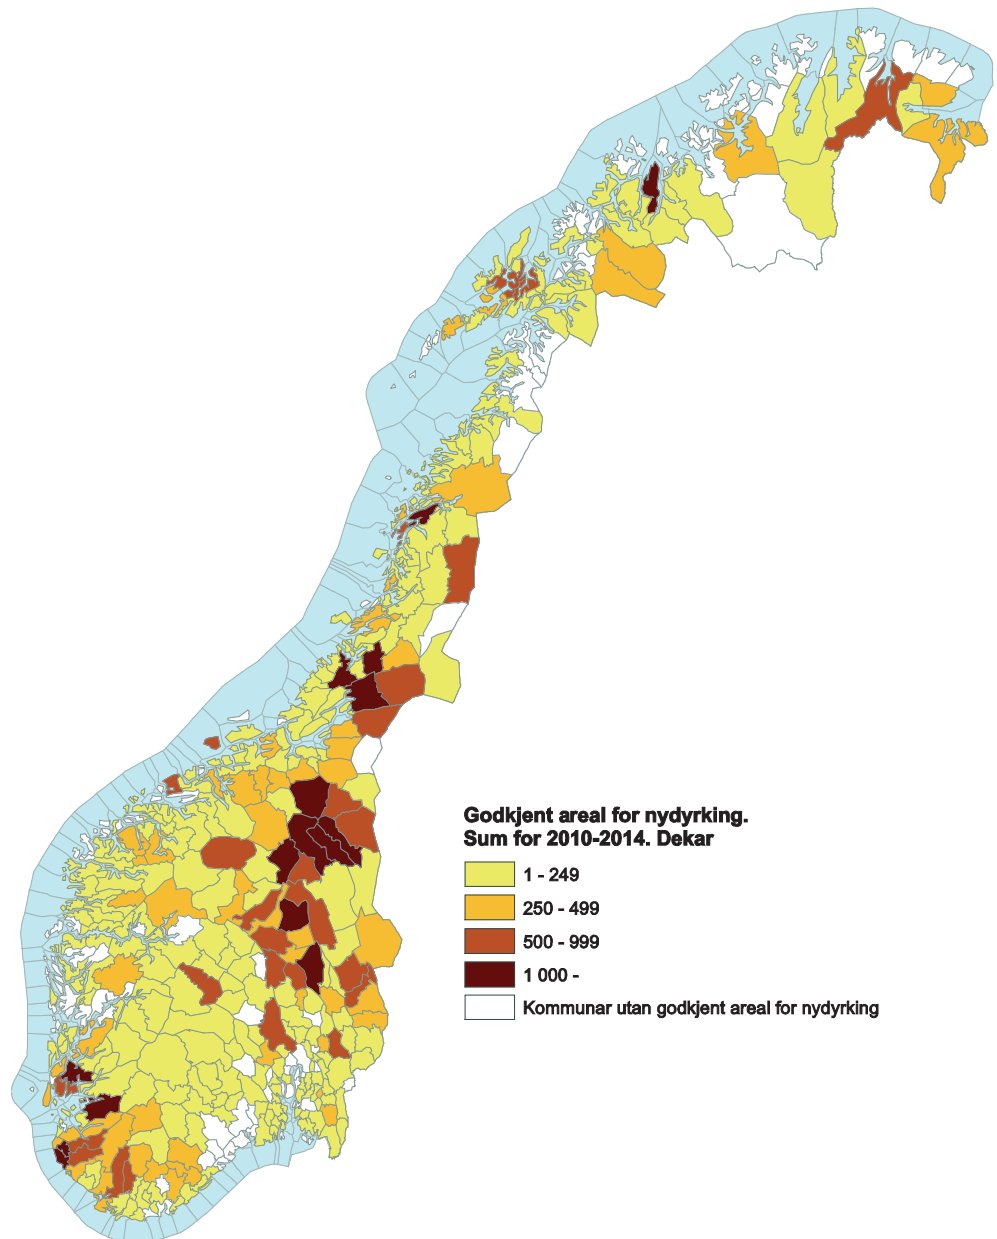 Godkjent areal for nydyrking.
Sum for 2010-2014. Dekar
1 - 249
250 - 499
500 - 999
1 000 -
Kommunar utan godkjent areal for nydyrking